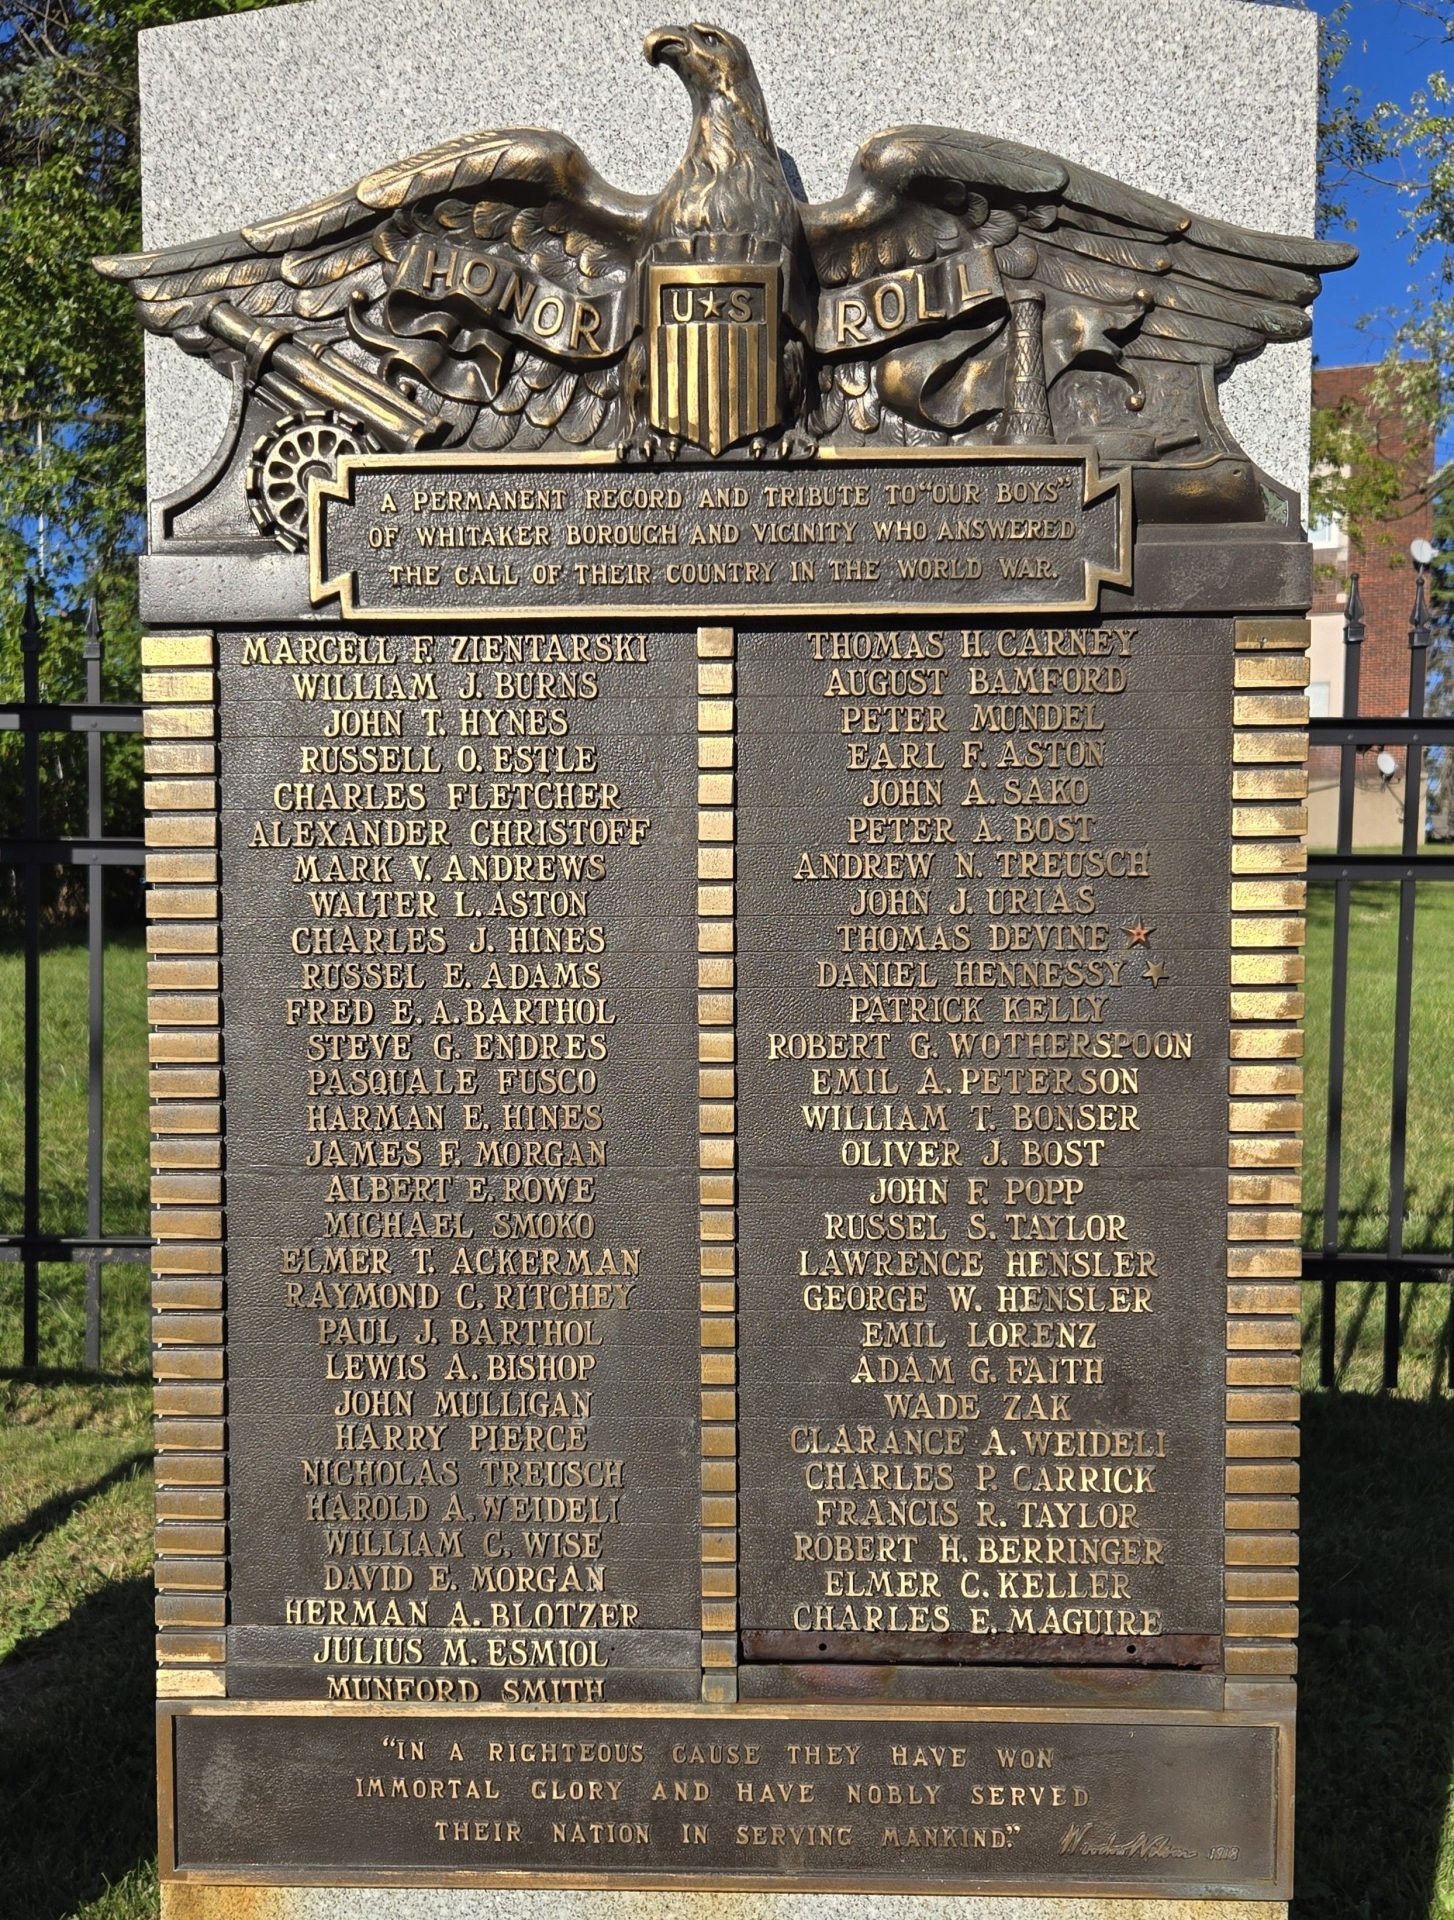 HONOR ROLL
U★S
A PERMANENT RECORD AND TRIBUTE TO "OUR BOYS"
OF WHITAKER BOROUGH AND VICINITY WHO ANSWERED
THE CALL OF THEIR COUNTRY IN THE WORLD WAR.
MARCELL F. ZIENTARSKI
WILLIAM J. BURNS
JOHN T. HYNES
RUSSELL O. ESTLE
CHARLES FLETCHER
ALEXANDER CHRISTOFF
MARK V. ANDREWS
WALTER L. ASTON
CHARLES J. HINES
RUSSEL E. ADAMS
FRED E. A. BARTHOL
STEVE G. ENDRES
PASQUALE FUSCO
HARMAN E. HINES
JAMES F. MORGAN
ALBERT E. ROWE
MICHAEL SMOKO
ELMER T. ACKERMAN
RAYMOND C. RITCHEY
PAUL J. BARTHOL
LEWIS A. BISHOP
JOHN MULLIGAN
HARRY PIERCE
NICHOLAS TREUSCH
HAROLD A. WEIDELI
WILLIAM C. WISE
DAVID E. MORGAN
HERMAN A. BLOTZER
JULIUS M. ESMIOL
MUNFORD SMITH
THOMAS H. CARNEY
AUGUST BAMFORD
PETER MUNDEL
EARL F. ASTON
JOHN A. SAKO
PETER A. BOST
ANDREW N. TREUSCH
JOHN J. URIAS
THOMAS DEVINE ★
DANIEL HENNESSY ★
PATRICK KELLY
ROBERT G. WOTHERSPOON
EMIL A. PETERSON
WILLIAM T. BONSER
OLIVER J. BOST
JOHN F. POPP
RUSSEL S. TAYLOR
LAWRENCE HENSLER
GEORGE W. HENSLER
EMIL LORENZ
ADAM G. FAITH
WADE ZAK
CLARANCE A. WEIDELI
CHARLES P. CARRICK
FRANCIS R. TAYLOR
ROBERT H. BERRINGER
ELMER C. KELLER
CHARLES E. MAGUIRE
"IN A RIGHTEOUS CAUSE THEY HAVE WON
IMMORTAL GLORY AND HAVE NOBLY SERVED
THEIR NATION IN SERVING MANKIND."
Woodrow Wilson 1918